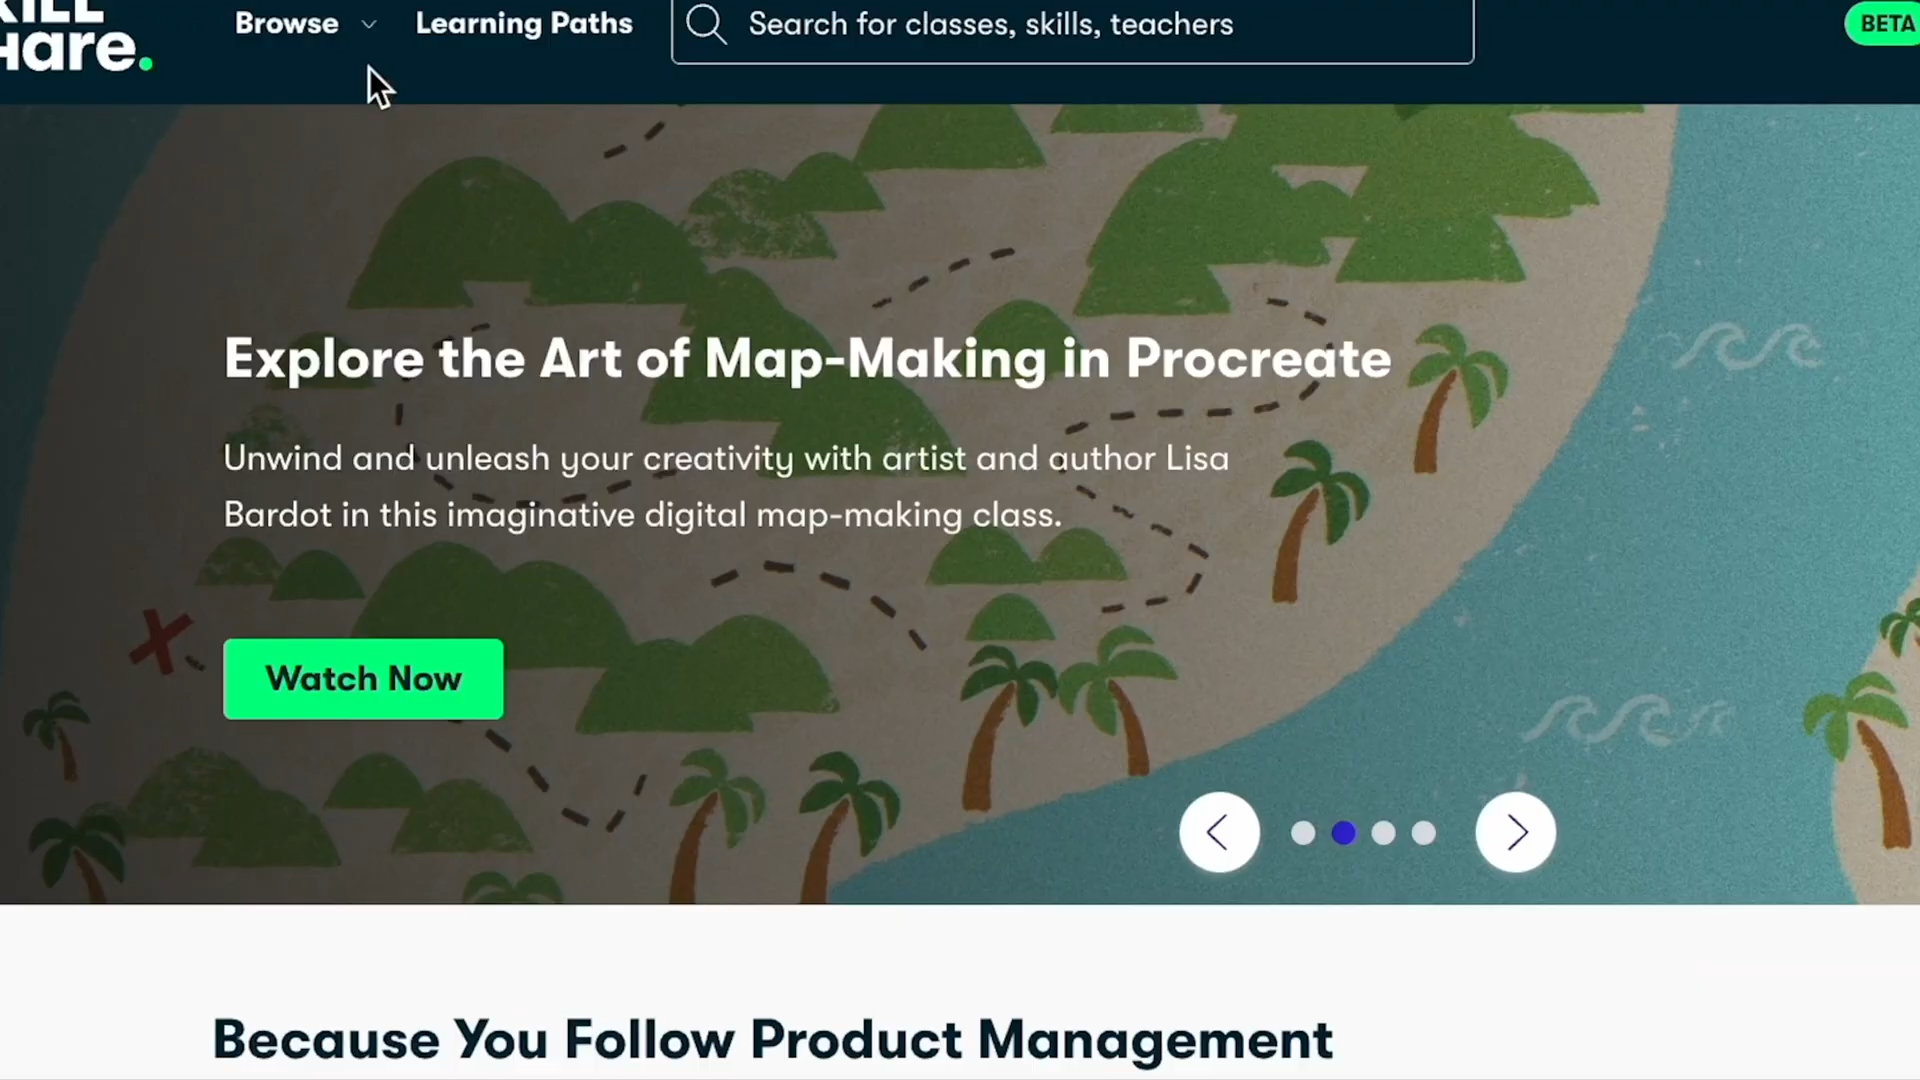 Browse
Learning Paths
Search for classes, skills, teachers
BETA
Explore the Art of Map-Making in Procreate
Unwind and unleash your creativity with artist and author Lisa
Bardot in this imaginative digital map-making class.
Watch Now
Because You Follow Product Management